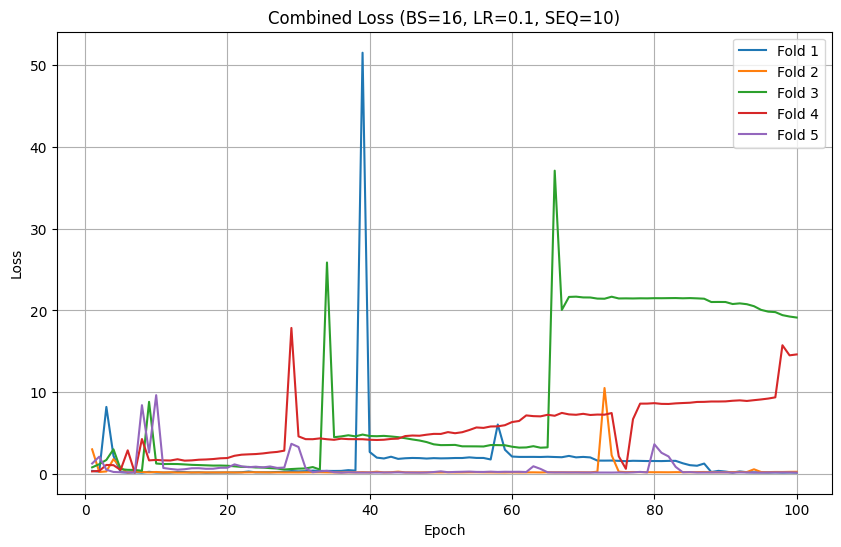 Combined Loss (BS=16, LR=0.1, SEQ=10)
Fold 1
Fold 2
Fold 3
Fold 4
Fold 5
Loss
50
40
30
20
10
0
0 20 40 60 80 100
Epoch